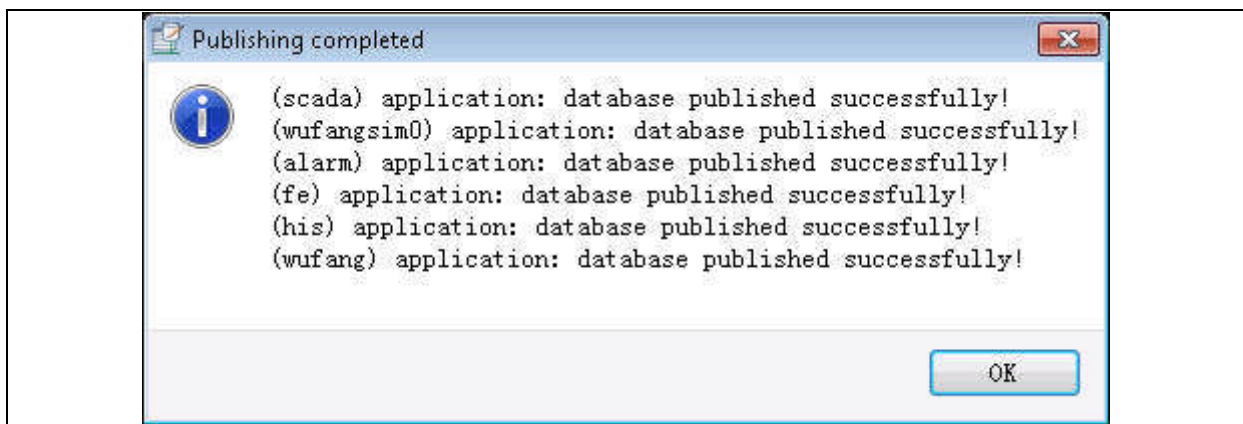 Publishing completed
(scada) application: database published successfully!
(wufangsim0) application: database published successfully!
(alarm) application: database published successfully!
(fe) application: database published successfully!
(his) application: database published successfully!
(wufang) application: database published successfully!
OK